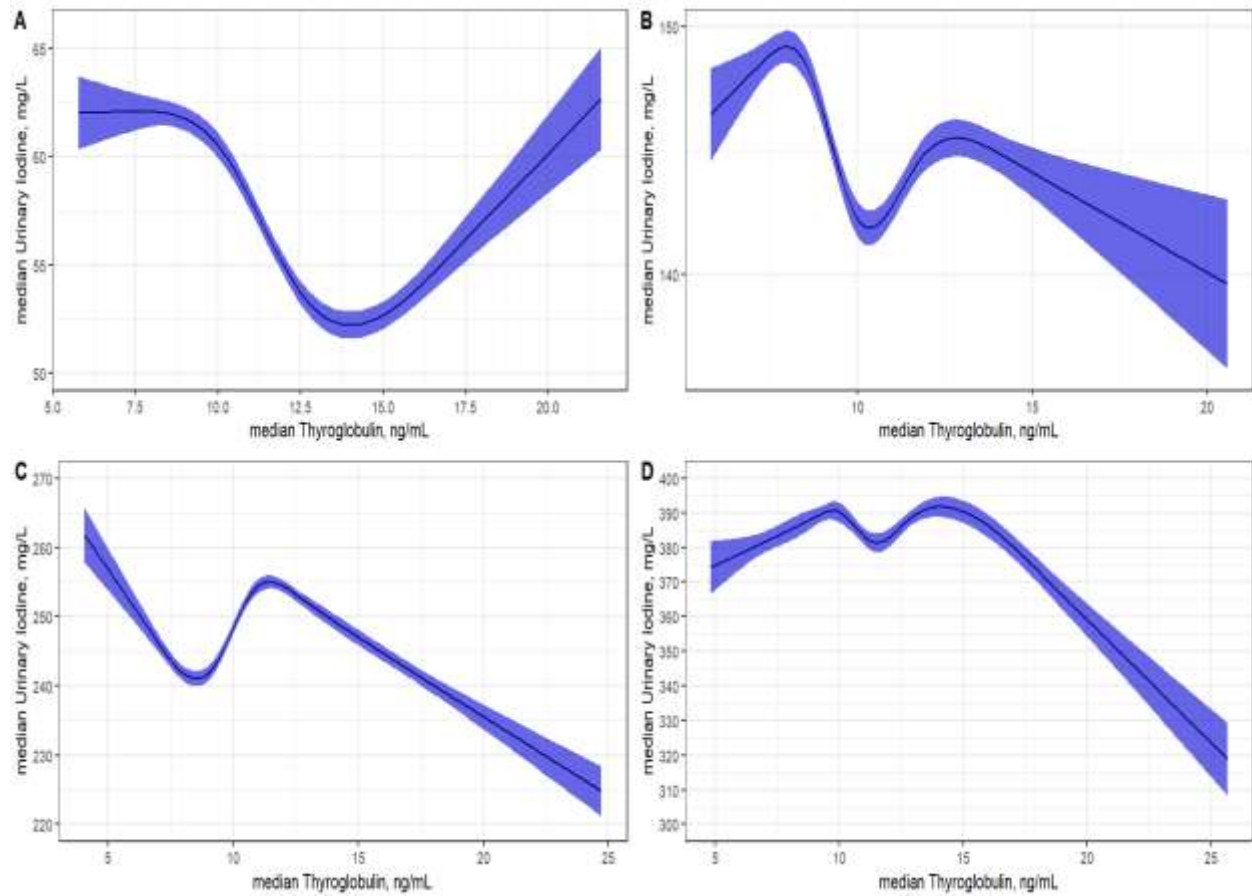 A
median Urinary Iodine, mg/L
65
60
55
50
5.0 7.5 10.0 12.5 15.0 17.5 20.0
median Thyroglobulin, ng/mL
B
median Urinary Iodine, mg/L
150
140
10 15 20
median Thyroglobulin, ng/mL
C
median Urinary Iodine, mg/L
270
260
250
240
230
220
5 10 15 20 25
median Thyroglobulin, ng/mL
D
median Urinary Iodine, mg/L
400
390
380
370
360
350
340
330
320
310
300
5 10 15 20 25
median Thyroglobulin, ng/mL